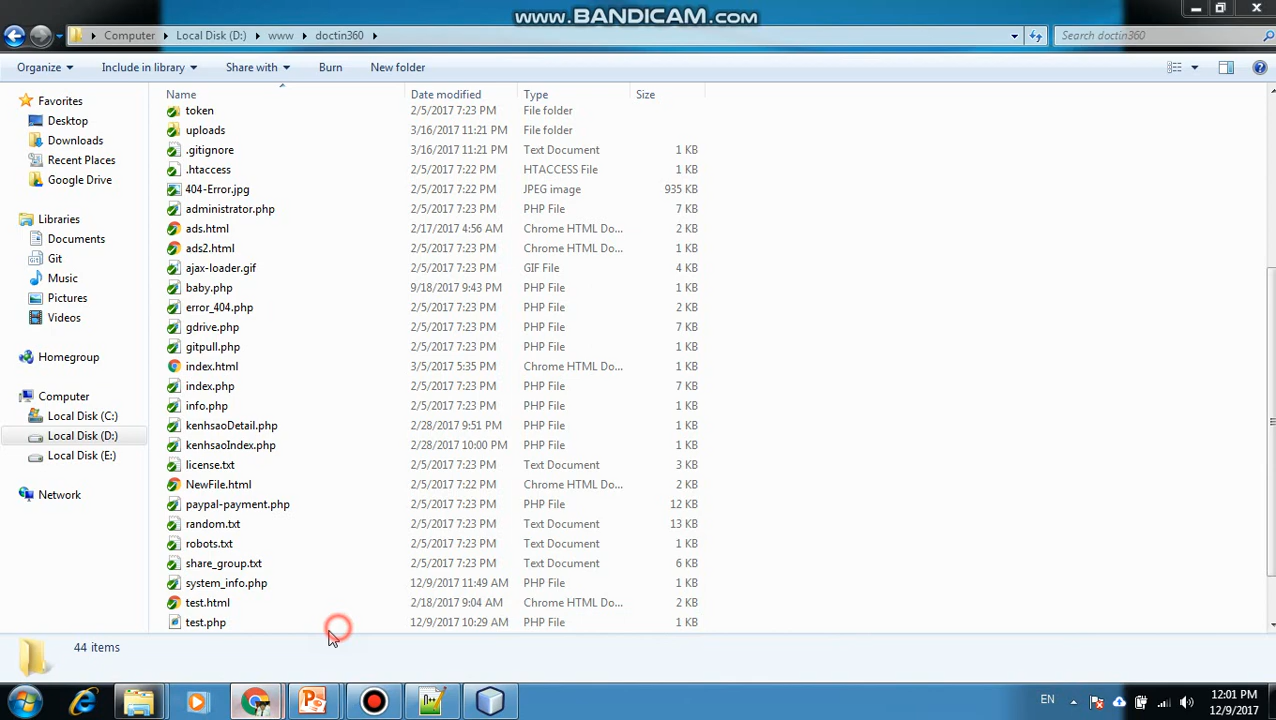 www.BANDICAM.com
Computer Local Disk (D:) www doctin360
Search doctin360
Organize Include in library Share with Burn New folder
Name Date modified Type Size
Favorites
Desktop
Downloads
Recent Places
Google Drive
Libraries
Documents
Git
Music
Pictures
Videos
Homegroup
Computer
Local Disk (C:)
Local Disk (D:)
Local Disk (E:)
Network
token 2/5/2017 7:23 PM File folder
uploads 3/16/2017 11:21 PM File folder
.gitignore 3/16/2017 11:21 PM Text Document 1 KB
.htaccess 2/5/2017 7:22 PM HTACCESS File 1 KB
404-Error.jpg 2/5/2017 7:22 PM JPEG image 935 KB
administrator.php 2/5/2017 7:23 PM PHP File 7 KB
ads.html 2/17/2017 4:56 AM Chrome HTML Do... 2 KB
ads2.html 2/5/2017 7:23 PM Chrome HTML Do... 1 KB
ajax-loader.gif 2/5/2017 7:23 PM GIF File 4 KB
baby.php 9/18/2017 9:43 PM PHP File 1 KB
error_404.php 2/5/2017 7:23 PM PHP File 2 KB
gdrive.php 2/5/2017 7:23 PM PHP File 7 KB
gitpull.php 2/5/2017 7:23 PM PHP File 1 KB
index.html 3/5/2017 5:35 PM Chrome HTML Do... 1 KB
index.php 2/5/2017 7:23 PM PHP File 7 KB
info.php 2/5/2017 7:23 PM PHP File 1 KB
kenhsaoDetail.php 2/28/2017 9:51 PM PHP File 1 KB
kenhsaoIndex.php 2/28/2017 10:00 PM PHP File 1 KB
license.txt 2/5/2017 7:23 PM Text Document 3 KB
NewFile.html 2/5/2017 7:22 PM Chrome HTML Do... 2 KB
paypal-payment.php 2/5/2017 7:23 PM PHP File 12 KB
random.txt 2/5/2017 7:23 PM Text Document 13 KB
robots.txt 2/5/2017 7:23 PM Text Document 1 KB
share_group.txt 2/5/2017 7:23 PM Text Document 6 KB
system_info.php 12/9/2017 11:49 AM PHP File 1 KB
test.html 2/18/2017 9:04 AM Chrome HTML Do... 2 KB
test.php 12/9/2017 10:29 AM PHP File 1 KB
44 items
EN
12:01 PM
12/9/2017